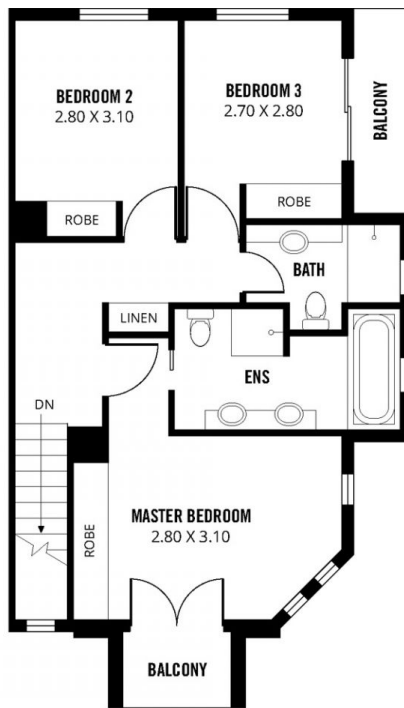 BEDROOM 2
2.80 X 3.10
BEDROOM 3
2.70 X 2.80
BALCONY
ROBE
ROBE
BATH
LINEN
ENS
DN
MASTER BEDROOM
2.80 X 3.10
ROBE
BALCONY